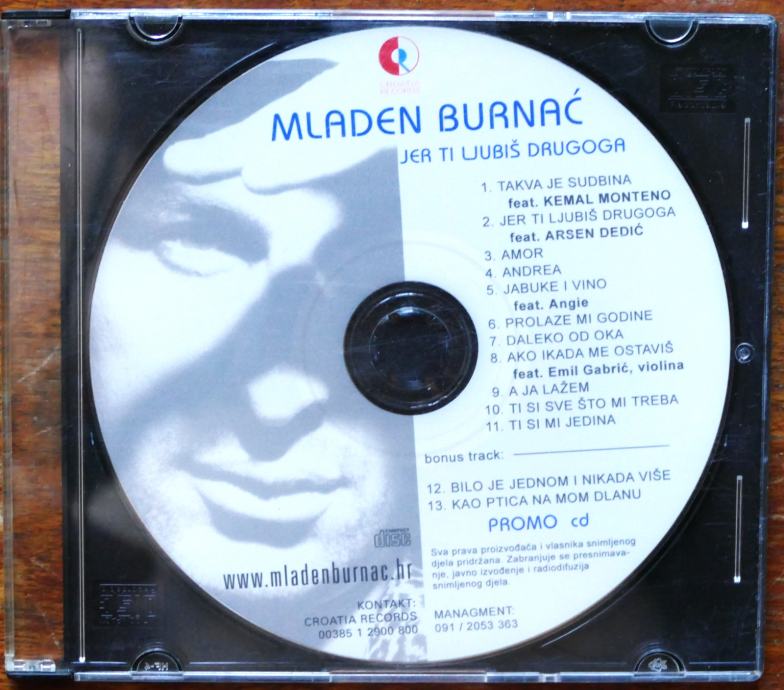 CROATIA
RECORDS
MLADEN BURNAĆ
JER TI LJUBIŠ DRUGOGA
1. TAKVA JE SUDBINA
feat. KEMAL MONTENO
2. JER TI LJUBIŠ DRUGOGA
feat. ARSEN DEDIĆ
3. AMOR
4. ANDREA
5. JABUKE I VINO
feat. Angie
6. PROLAZE MI GODINE
7. DALEKO OD OKA
8. AKO IKADA ME OSTAVIŠ
feat. Emil Gabrić, violina
9. A JA LAŽEM
10. TI SI SVE ŠTO MI TREBA
11. TI SI MI JEDINA
bonus track:
12. BILO JE JEDNOM I NIKADA VIŠE
13. KAO PTICA NA MOM DLANU
PROMO cd
Sva prava proizvođača i vlasnika snimljenog
djela pridržana. Zabranjuje se presnimava-
nje, javno izvođenje i radiodifuzija
snimljenog djela.
COMPACT
disc
www.mladenburnac.hr
KONTAKT:
CROATIA RECORDS
00385 1 2900 800
MANAGMENT:
091 / 2053 363